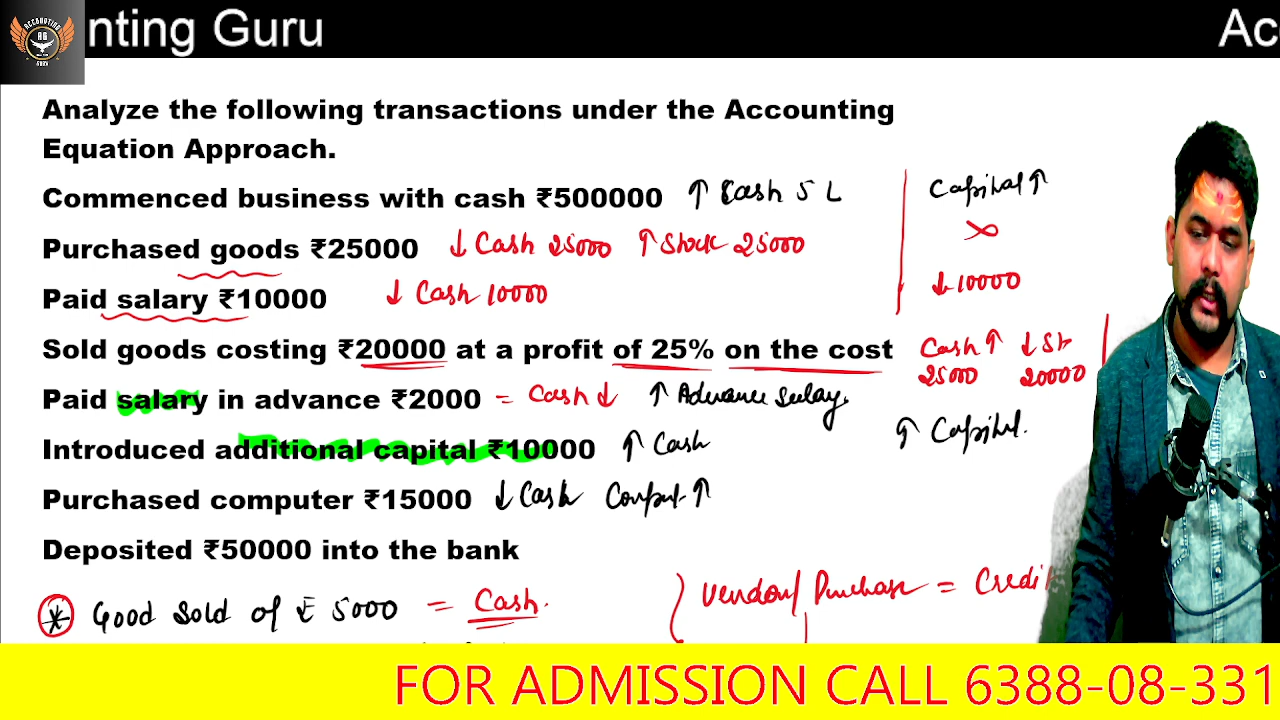 nting Guru Ac
ACCOUNTING AG GURU
Analyze the following transactions under the Accounting
Equation Approach.
Commenced business with cash ₹500000 ↑ Cash 5 L Capital ↑
Purchased goods ₹25000 ↓ Cash 25000 ↑ Stock 25000
Paid salary ₹10000 ↓ Cash 10000 ↓ 10000
Sold goods costing ₹20000 at a profit of 25% on the cost Cash ↑ ↓ St
25000 20000
Paid salary in advance ₹2000 = Cash ↓ ↑ Advance Salary.
Introduced additional capital ₹10000 ↑ Cash ↑ Capital.
Purchased computer ₹15000 ↓ Cash Comput. ↑
Deposited ₹50000 into the bank
* Good Sold of ₹ 5000 = Cash. Vendor/ Purchase = Credit
FOR ADMISSION CALL 6388-08-331